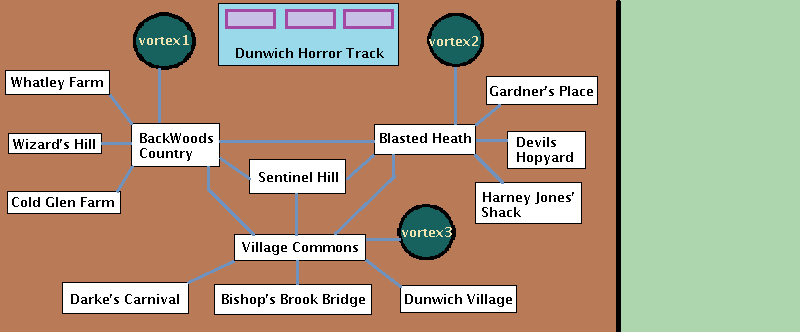 vortex1
vortex2
Dunwich Horror Track
Whatley Farm
Gardner's Place
Wizard's Hill
BackWoods
Country
Blasted Heath
Devils
Hopyard
Sentinel Hill
Cold Glen Farm
Harney Jones'
Shack
vortex3
Village Commons
Darke's Carnival
Bishop's Brook Bridge
Dunwich Village